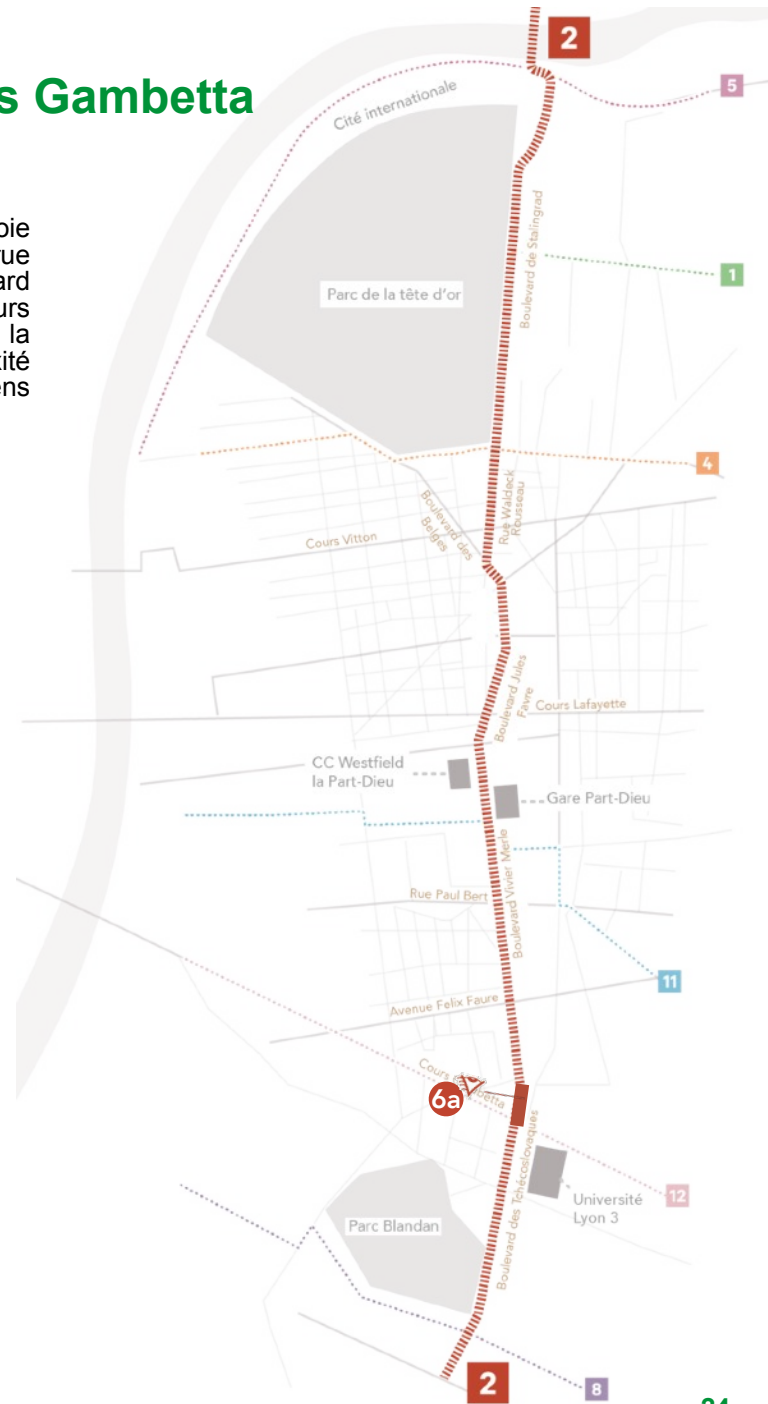 2
s Gambetta
5
Cité internationale
oie
rue
ard
urs
la
ité
ens
Boulevard de Stalingrad
1
Parc de la tête d'or
4
Boulevard des
Belges
Rue Waldeck
Rousseau
Cours Vitton
Boulevard Jules
Favre
Cours Lafayette
CC Westfield
la Part-Dieu
Gare Part-Dieu
Boulevard Vivier Merle
Rue Paul Bert
11
Avenue Felix Faure
Cours Gambetta
6a
Boulevard des Tchécoslovaques
12
Université
Lyon 3
Parc Blandan
2
8